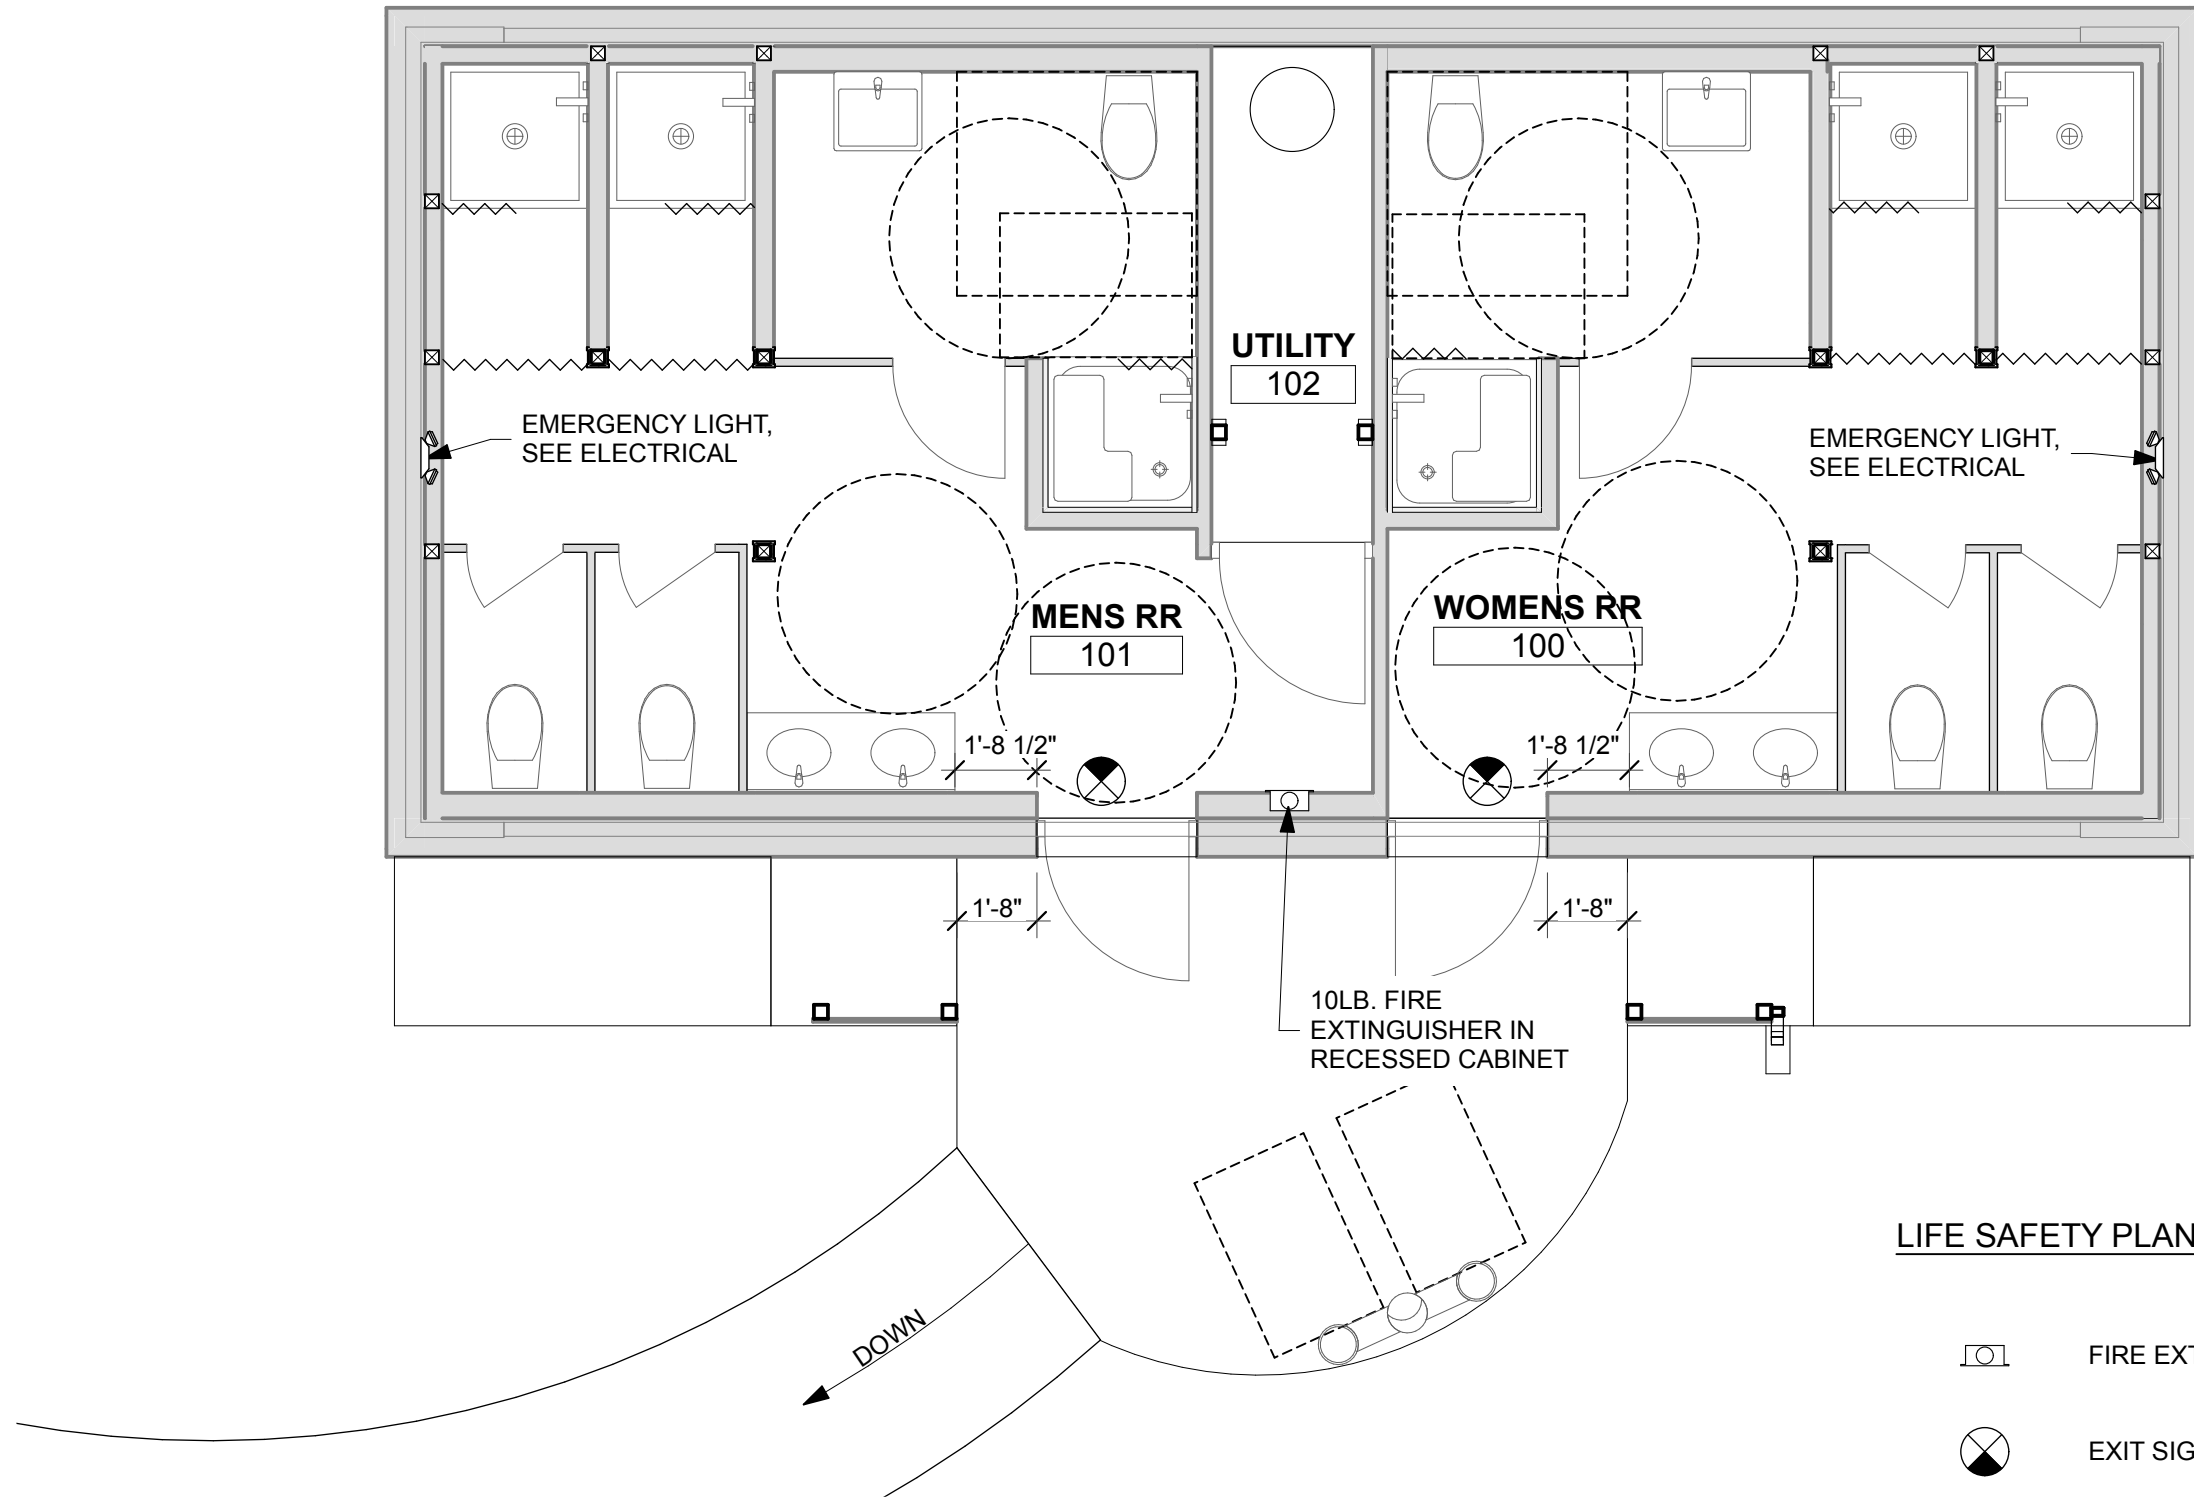 UTILITY
102
EMERGENCY LIGHT,
SEE ELECTRICAL
EMERGENCY LIGHT,
SEE ELECTRICAL
MENS RR
101
WOMENS RR
100
1'-8 1/2"
1'-8 1/2"
1'-8"
1'-8"
10LB. FIRE
EXTINGUISHER IN
RECESSED CABINET
DOWN
LIFE SAFETY PLAN
FIRE EXT
EXIT SIG